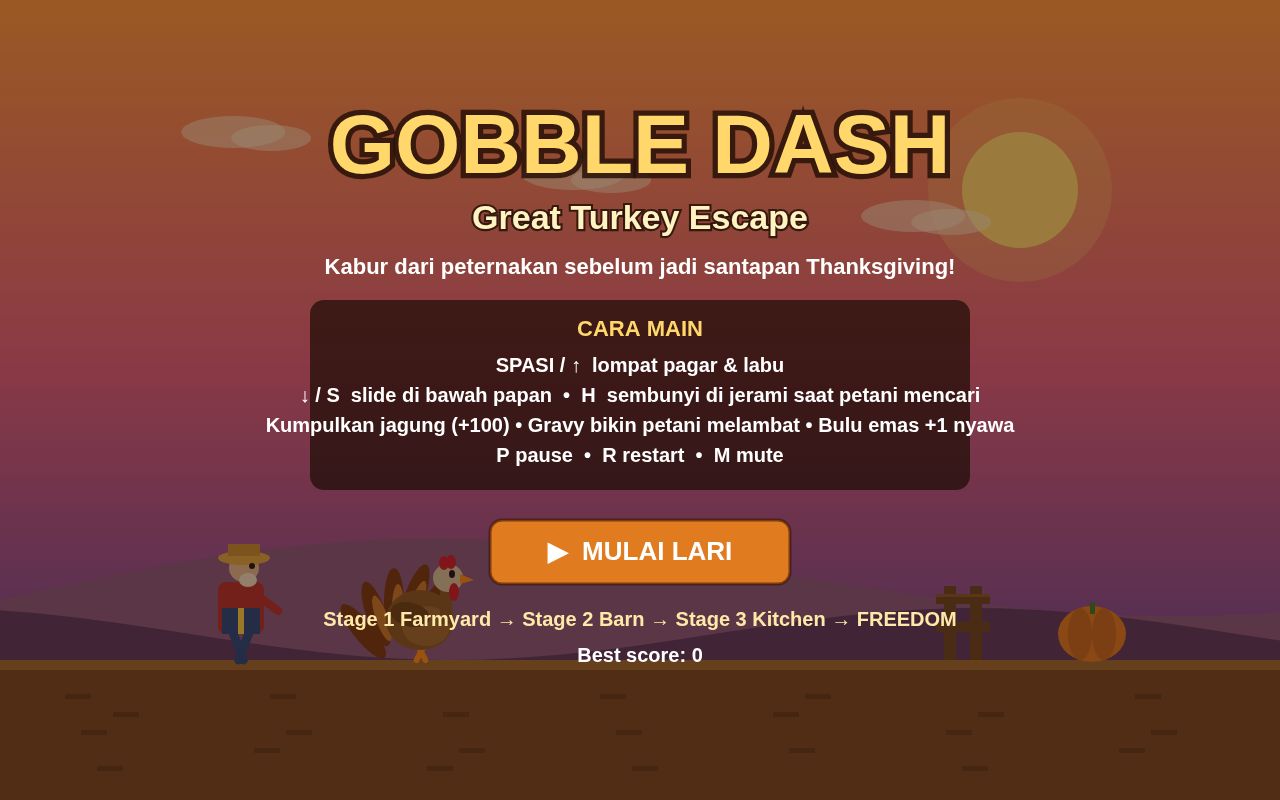 GOBBLE DASH
Great Turkey Escape
Kabur dari peternakan sebelum jadi santapan Thanksgiving!
CARA MAIN
SPASI / ↑  lompat pagar & labu
↓ / S  slide di bawah papan  •  H  sembunyi di jerami saat petani mencari
Kumpulkan jagung (+100) • Gravy bikin petani melambat • Bulu emas +1 nyawa
P pause  •  R restart  •  M mute
▶ MULAI LARI
Stage 1 Farmyard → Stage 2 Barn → Stage 3 Kitchen → FREEDOM
Best score: 0